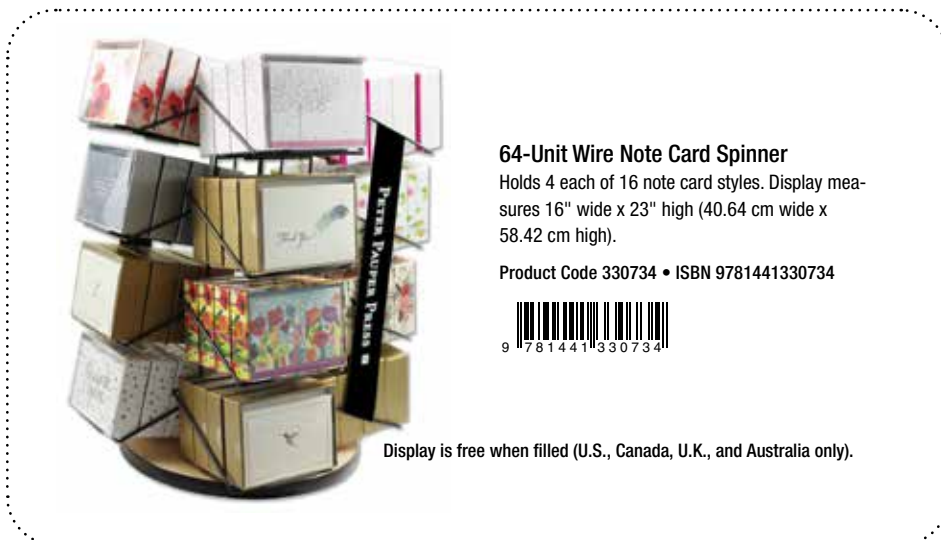 64-Unit Wire Note Card Spinner
Holds 4 each of 16 note card styles. Display mea-
sures 16" wide x 23" high (40.64 cm wide x
58.42 cm high).
Product Code 330734 • ISBN 9781441330734
9 781441 330734
Display is free when filled (U.S., Canada, U.K., and Australia only).
PETER PAUPER PRESS
Thank You